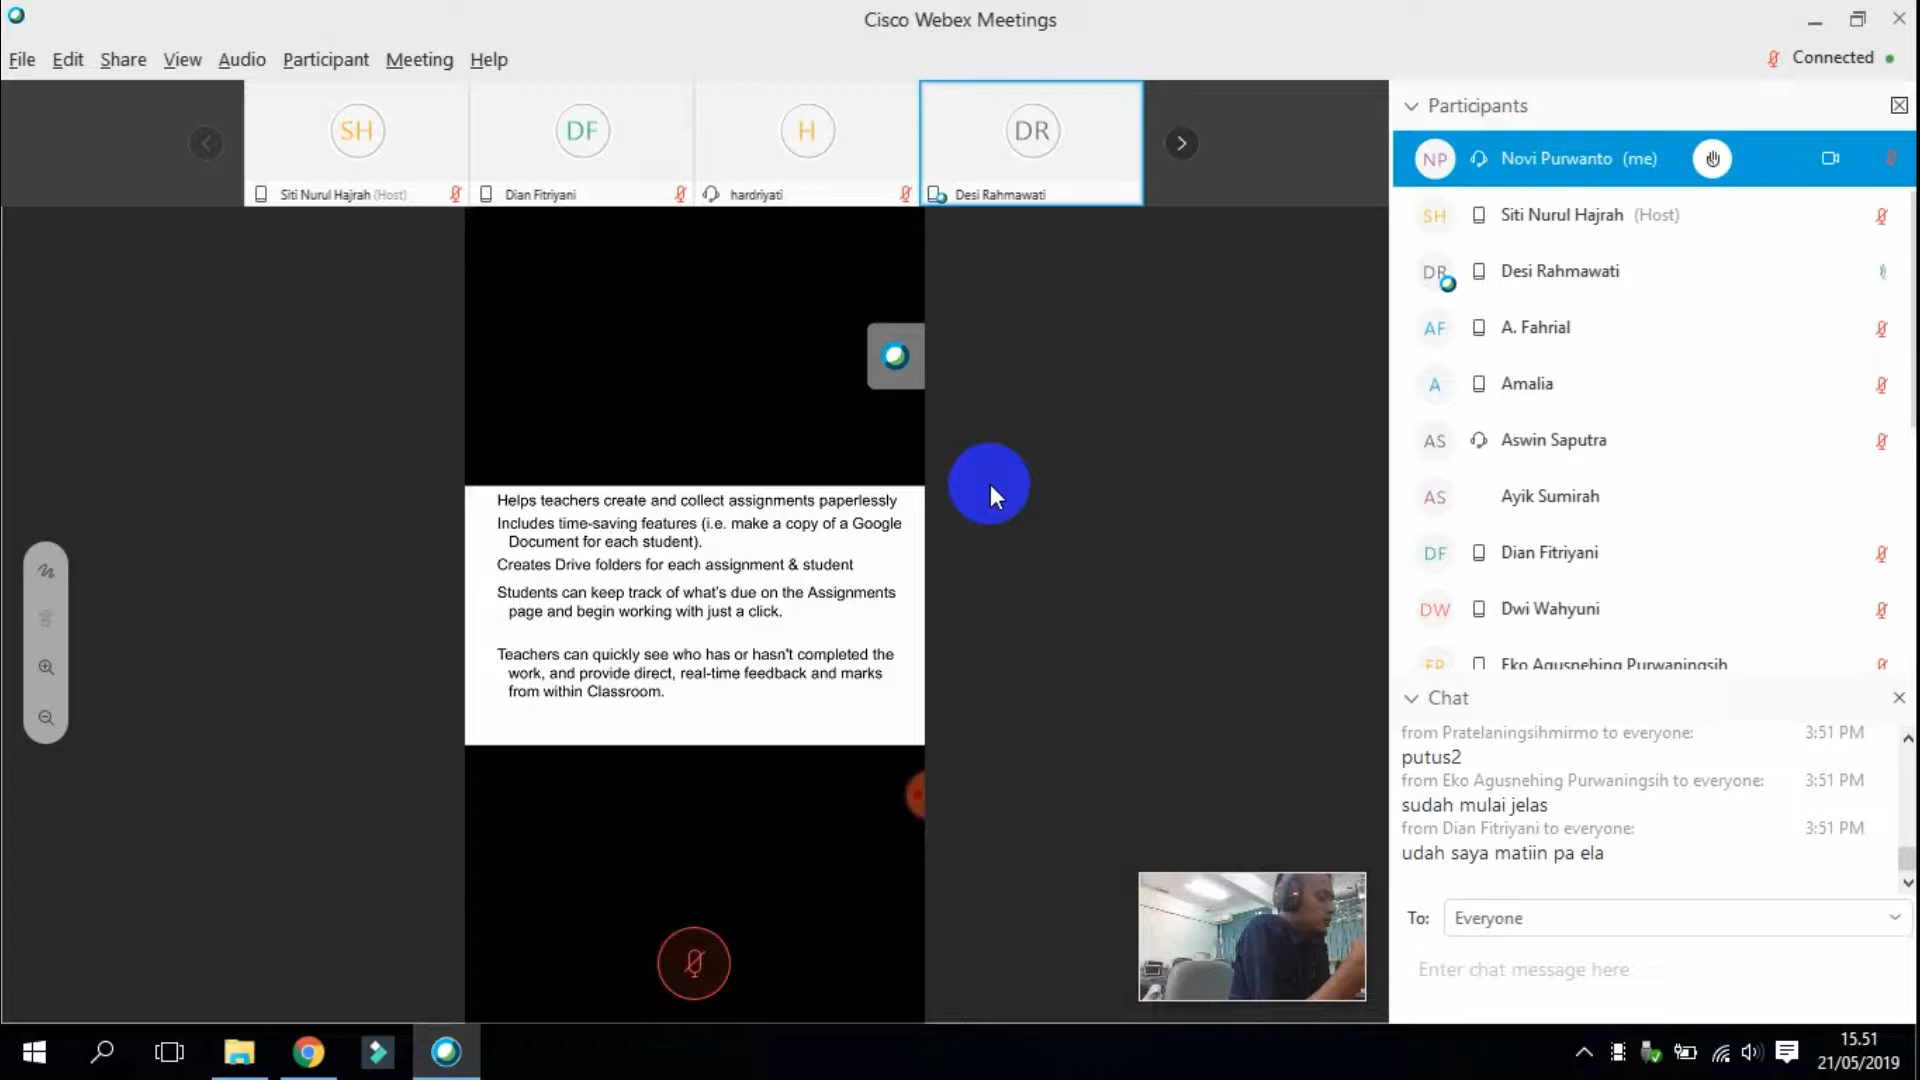 Cisco Webex Meetings
File Edit Share View Audio Participant Meeting Help
Connected
SH
DF
H
DR
Siti Nurul Hajrah (Host)
Dian Fitriyani
hardriyati
Desi Rahmawati
Helps teachers create and collect assignments paperlessly
Includes time-saving features (i.e. make a copy of a Google
Document for each student).
Creates Drive folders for each assignment & student
Students can keep track of what's due on the Assignments
page and begin working with just a click.
Teachers can quickly see who has or hasn't completed the
work, and provide direct, real-time feedback and marks
from within Classroom.
Participants
NP Novi Purwanto (me)
SH Siti Nurul Hajrah (Host)
DR Desi Rahmawati
AF A. Fahrial
A Amalia
AS Aswin Saputra
AS Ayik Sumirah
DF Dian Fitriyani
DW Dwi Wahyuni
EP Eko Agusnehing Purwaningsih
Chat
from Pratelaningsihmirmo to everyone: 3:51 PM
putus2
from Eko Agusnehing Purwaningsih to everyone: 3:51 PM
sudah mulai jelas
from Dian Fitriyani to everyone: 3:51 PM
udah saya matiin pa ela
To: Everyone
Enter chat message here
15.51
21/05/2019